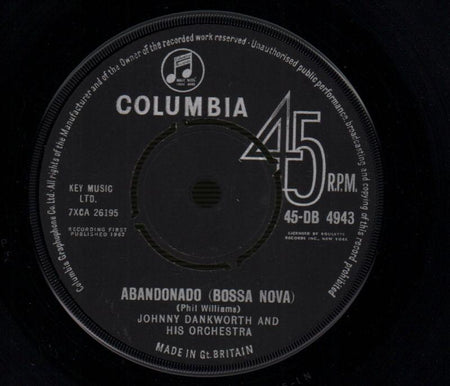 Columbia Graphophone Co. Ltd. All rights of the Manufacturer and of the Owner of the recorded work reserved - Unauthorised public performance, broadcasting and copying of this record prohibited
COLUMBIA
45
R.P.M.
KEY MUSIC
LTD.
7XCA 26195
45-DB 4943
RECORDING FIRST
PUBLISHED 1962
LICENSED BY ROULETTE
RECORDS INC., NEW YORK
ABANDONADO (BOSSA NOVA)
(Phil Williams)
JOHNNY DANKWORTH AND
HIS ORCHESTRA
MADE IN Gt. BRITAIN